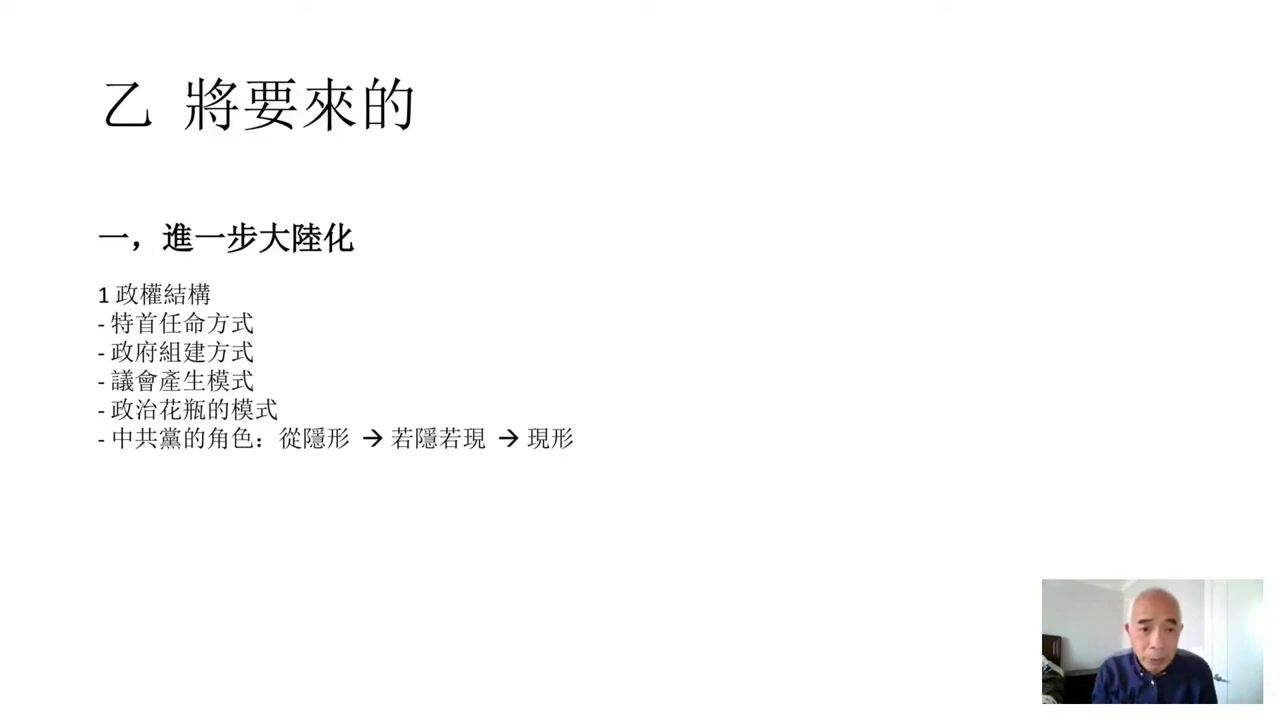 乙 將要來的
一，進一步大陸化
1 政權結構
- 特首任命方式
- 政府組建方式
- 議會產生模式
- 政治花瓶的模式
- 中共黨的角色：從隱形 → 若隱若現 → 現形